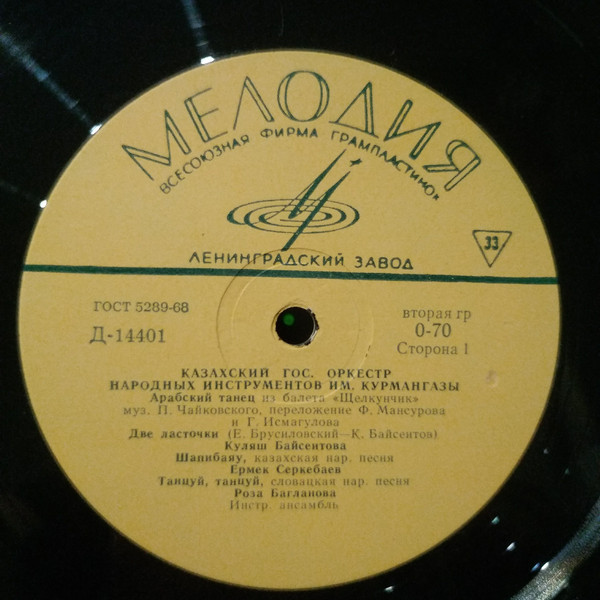 МЕЛОДИЯ
ВСЕСОЮЗНАЯ ФИРМА ГРАМПЛАСТИНОК
ЛЕНИНГРАДСКИЙ ЗАВОД
33
ГОСТ 5289-68
вторая гр
Д-14401
0-70
Сторона 1
КАЗАХСКИЙ ГОС. ОРКЕСТР
НАРОДНЫХ ИНСТРУМЕНТОВ ИМ. КУРМАНГАЗЫ
Арабский танец из балета «Щелкунчик»
муз. П. Чайковского, переложение Ф. Мансурова
и Г. Исмагулова
Две ласточки (Е. Брусиловский—К. Байсеитов)
Куляш Байсеитова
Шапибаяу, казахская нар. песня
Ермек Серкебаев
Танцуй, танцуй, словацкая нар. песня
Роза Багланова
Инстр. ансамбль